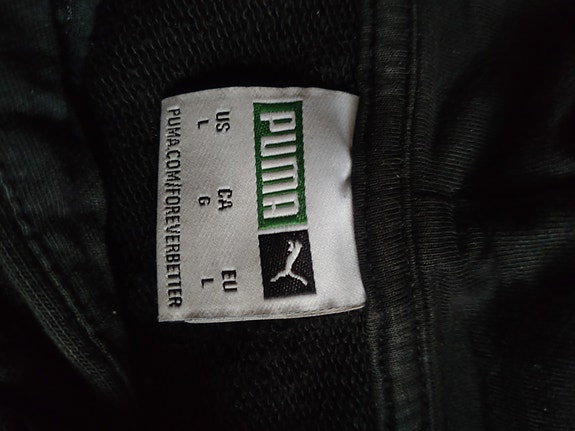 PUMA
US CA EU
L G L
PUMA.COM/FOREVERBETTER